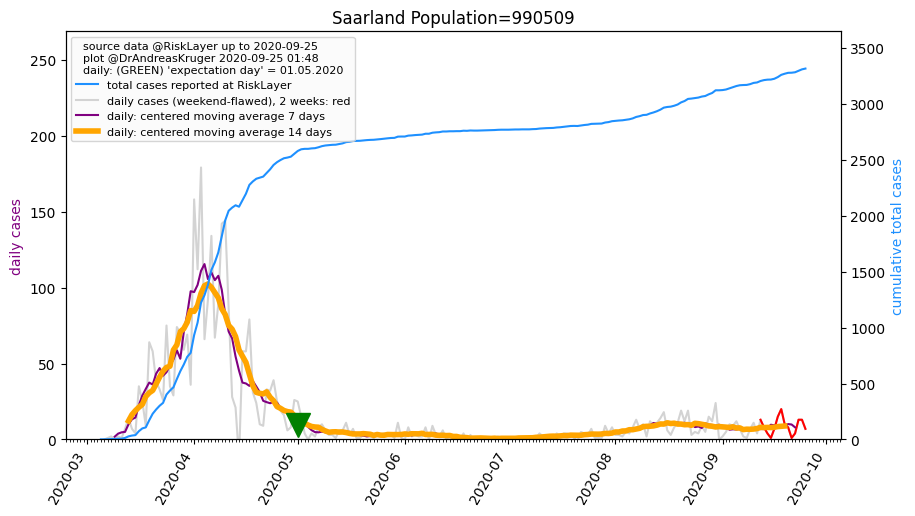 Saarland Population=990509
source data @RiskLayer up to 2020-09-25
plot @DrAndreasKruger 2020-09-25 01:48
daily: (GREEN) 'expectation day' = 01.05.2020
total cases reported at RiskLayer
daily cases (weekend-flawed), 2 weeks: red
daily: centered moving average 7 days
daily: centered moving average 14 days
daily cases
250
200
150
100
50
0
cumulative total cases
3500
3000
2500
2000
1500
1000
500
0
2020-03
2020-04
2020-05
2020-06
2020-07
2020-08
2020-09
2020-10